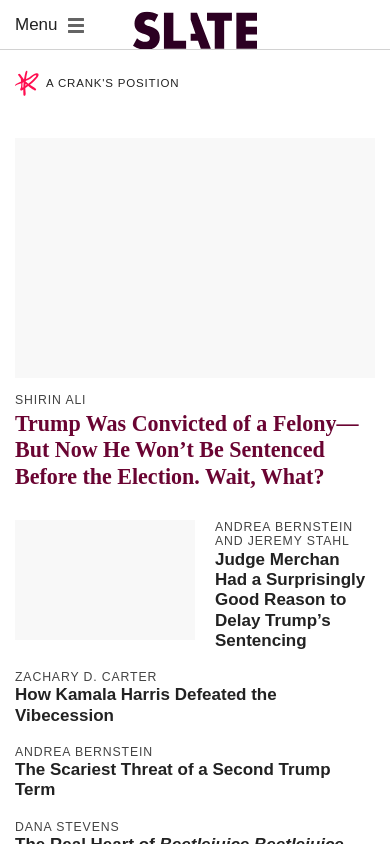 Menu
SLATE
A CRANK'S POSITION
SHIRIN ALI
Trump Was Convicted of a Felony—
But Now He Won’t Be Sentenced
Before the Election. Wait, What?
ANDREA BERNSTEIN
AND JEREMY STAHL
Judge Merchan
Had a Surprisingly
Good Reason to
Delay Trump’s
Sentencing
ZACHARY D. CARTER
How Kamala Harris Defeated the
Vibecession
ANDREA BERNSTEIN
The Scariest Threat of a Second Trump
Term
DANA STEVENS
The Real Heart of Beetlejuice Beetlejuice